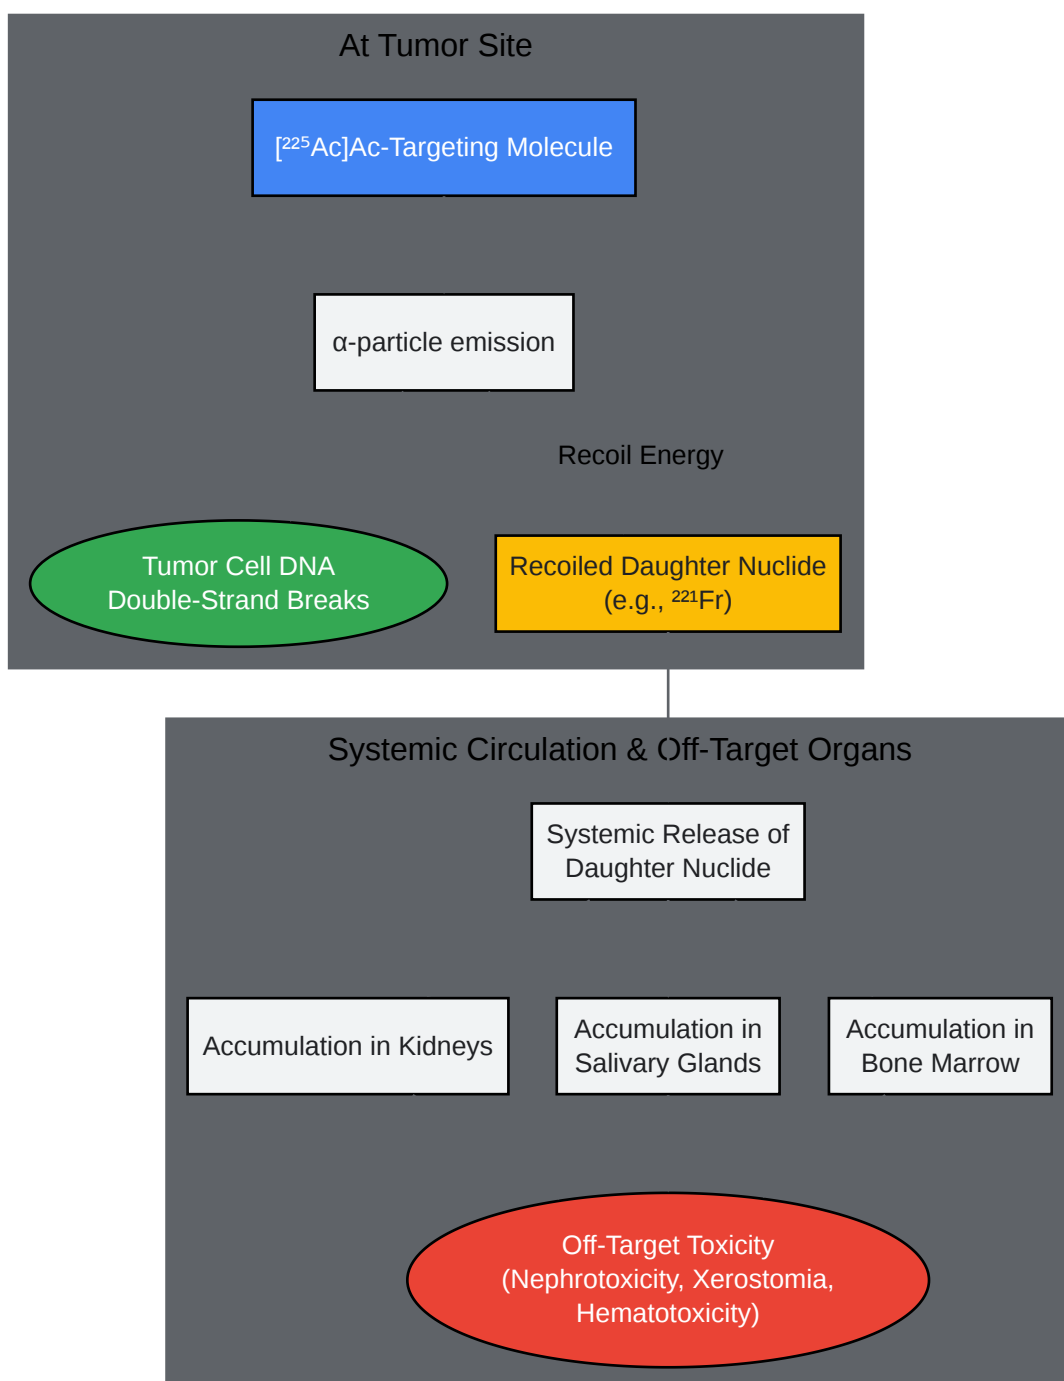 At Tumor Site
[²²⁵Ac]Ac-Targeting Molecule
α-particle emission
Recoil Energy
Tumor Cell DNA
Double-Strand Breaks
Recoiled Daughter Nuclide
(e.g., ²²¹Fr)
Systemic Circulation & Off-Target Organs
Systemic Release of
Daughter Nuclide
Accumulation in Kidneys
Accumulation in
Salivary Glands
Accumulation in
Bone Marrow
Off-Target Toxicity
(Nephrotoxicity, Xerostomia,
Hematotoxicity)